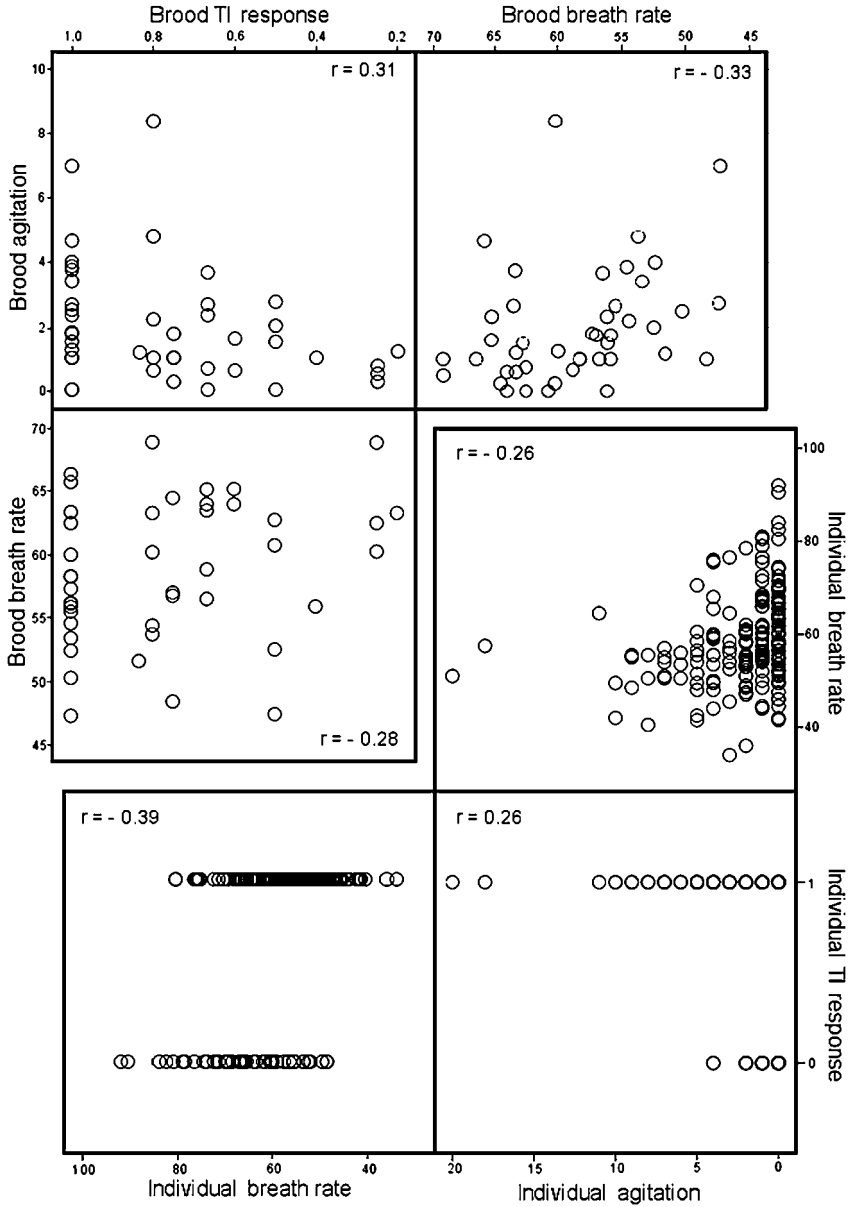 Brood TI response
Brood breath rate
1.0 0.8 0.6 0.4 0.2
70 65 60 55 50 45
r = 0.31
r = - 0.33
Brood agitation
10
8
6
4
2
0
Brood breath rate
70
65
60
55
50
45
r = - 0.28
r = - 0.26
100
80
60
40
Individual breath rate
r = - 0.39
r = 0.26
1
0
Individual TI response
100 80 60 40
Individual breath rate
20 15 10 5 0
Individual agitation